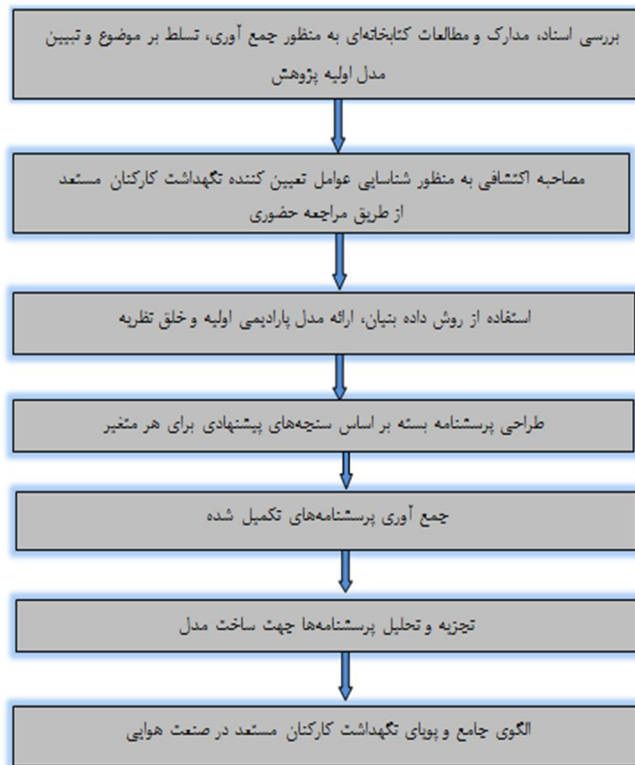 بررسی اسناد، مدارک و مطالعات کتابخانه‌ای به منظور جمع آوری، تسلط بر موضوع و تبیین
مدل اولیه پژوهش
مصاحبه اکتشافی به منظور شناسایی عوامل تعیین کننده نگهداشت کارکنان مستعد
از طریق مراجعه حضوری
استفاده از روش داده بنیان، ارائه مدل پارادیمی اولیه و خلق نظریه
طراحی پرسشنامه بسته بر اساس سنجه‌های پیشنهادی برای هر متغیر
جمع آوری پرسشنامه‌های تکمیل شده
تجزیه و تحلیل پرسشنامه‌ها جهت ساخت مدل
الگوی جامع و پویای نگهداشت کارکنان مستعد در صنعت هوایی